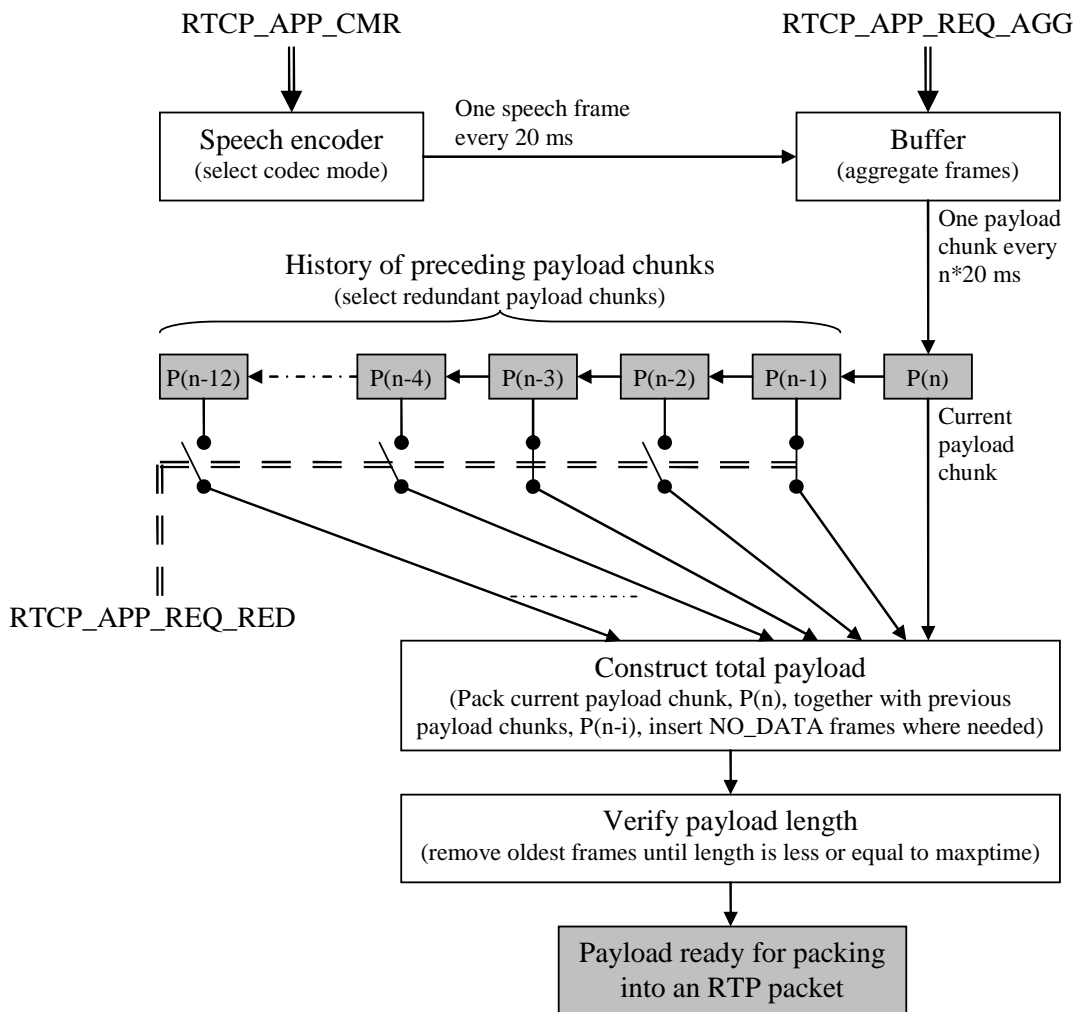 RTCP_APP_CMR
RTCP_APP_REQ_AGG
Speech encoder
(select codec mode)
One speech frame
every 20 ms
Buffer
(aggregate frames)
One payload
chunk every
n*20 ms
History of preceding payload chunks
(select redundant payload chunks)
P(n-12)
P(n-4)
P(n-3)
P(n-2)
P(n-1)
P(n)
Current
payload
chunk
RTCP_APP_REQ_RED
Construct total payload
(Pack current payload chunk, P(n), together with previous
payload chunks, P(n-i), insert NO_DATA frames where needed)
Verify payload length
(remove oldest frames until length is less or equal to maxptime)
Payload ready for packing
into an RTP packet